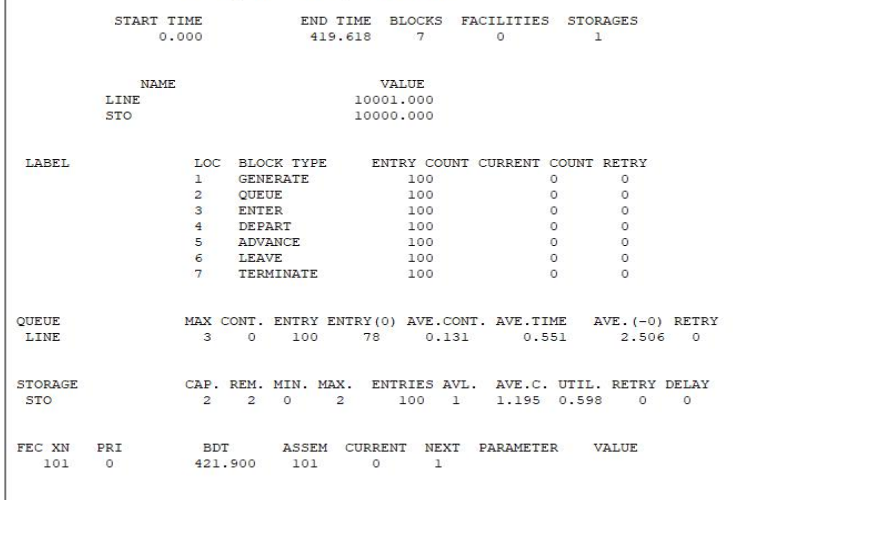 START TIME END TIME BLOCKS FACILITIES STORAGES
0.000 419.618 7 0 1
NAME VALUE
LINE 10001.000
STO 10000.000
LABEL LOC BLOCK TYPE ENTRY COUNT CURRENT COUNT RETRY
1 GENERATE 100 0 0
2 QUEUE 100 0 0
3 ENTER 100 0 0
4 DEPART 100 0 0
5 ADVANCE 100 0 0
6 LEAVE 100 0 0
7 TERMINATE 100 0 0
QUEUE MAX CONT. ENTRY ENTRY(0) AVE.CONT. AVE.TIME AVE.(-0) RETRY
LINE 3 0 100 78 0.131 0.551 2.506 0
STORAGE CAP. REM. MIN. MAX. ENTRIES AVL. AVE.C. UTIL. RETRY DELAY
STO 2 2 0 2 100 1 1.195 0.598 0 0
FEC XN PRI BDT ASSEM CURRENT NEXT PARAMETER VALUE
101 0 421.900 101 0 1